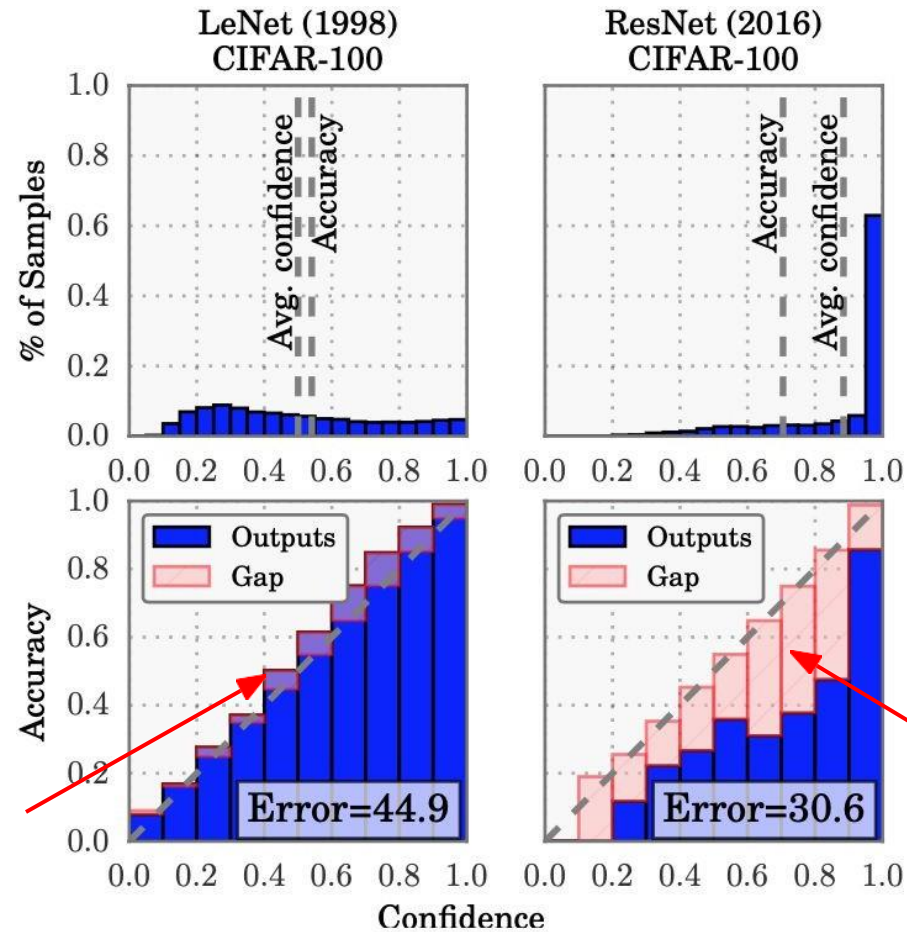 LeNet (1998)
CIFAR-100
ResNet (2016)
CIFAR-100
% of Samples
1.0
0.8
0.6
0.4
0.2
0.0
Avg. confidence
Accuracy
Accuracy
Avg. confidence
0.0 0.2 0.4 0.6 0.8 1.0
0.0 0.2 0.4 0.6 0.8 1.0
Accuracy
1.0
0.8
0.6
0.4
0.2
0.0
Outputs
Gap
Error=44.9
Outputs
Gap
Error=30.6
0.0 0.2 0.4 0.6 0.8 1.0
0.0 0.2 0.4 0.6 0.8 1.0
Confidence